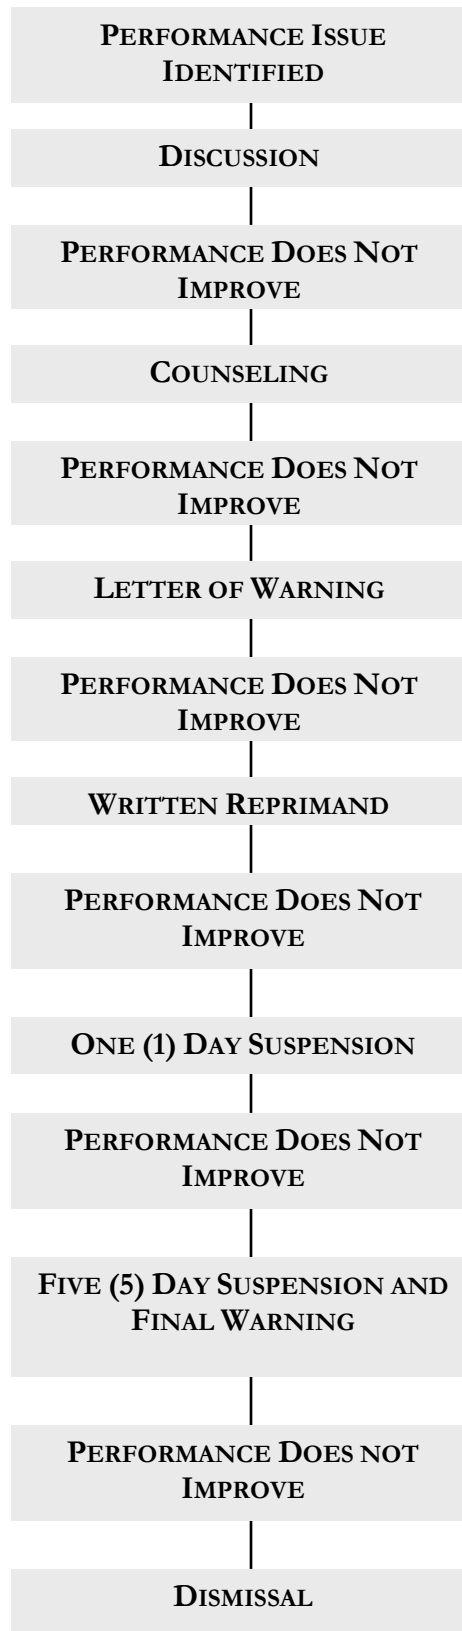 PERFORMANCE ISSUE
IDENTIFIED
DISCUSSION
PERFORMANCE DOES NOT
IMPROVE
COUNSELING
PERFORMANCE DOES NOT
IMPROVE
LETTER OF WARNING
PERFORMANCE DOES NOT
IMPROVE
WRITTEN REPRIMAND
PERFORMANCE DOES NOT
IMPROVE
ONE (1) DAY SUSPENSION
PERFORMANCE DOES NOT
IMPROVE
FIVE (5) DAY SUSPENSION AND
FINAL WARNING
PERFORMANCE DOES NOT
IMPROVE
DISMISSAL